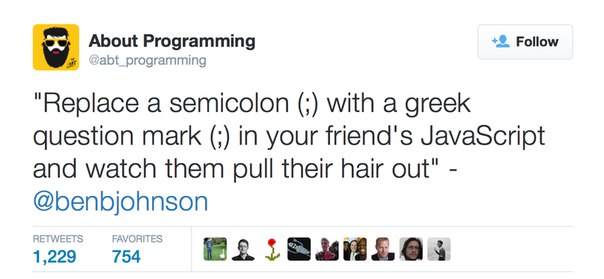 About Programming
@abt_programming
Follow
"Replace a semicolon (;) with a greek
question mark (;) in your friend's JavaScript
and watch them pull their hair out" -
@benbjohnson
RETWEETS FAVORITES
1,229 754